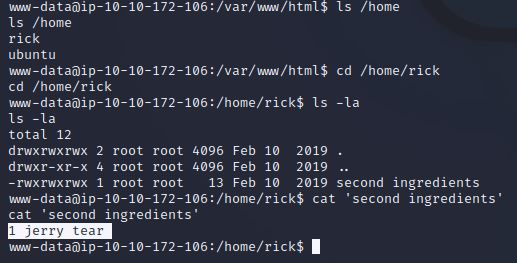 www-data@ip-10-10-172-106:/var/www/html$ ls /home
ls /home
rick
ubuntu
www-data@ip-10-10-172-106:/var/www/html$ cd /home/rick
cd /home/rick
www-data@ip-10-10-172-106:/home/rick$ ls -la
ls -la
total 12
drwxrwxrwx 2 root root 4096 Feb 10  2019 .
drwxr-xr-x 4 root root 4096 Feb 10  2019 ..
-rwxrwxrwx 1 root root   13 Feb 10  2019 second ingredients
www-data@ip-10-10-172-106:/home/rick$ cat 'second ingredients'
cat 'second ingredients'
1 jerry tear
www-data@ip-10-10-172-106:/home/rick$